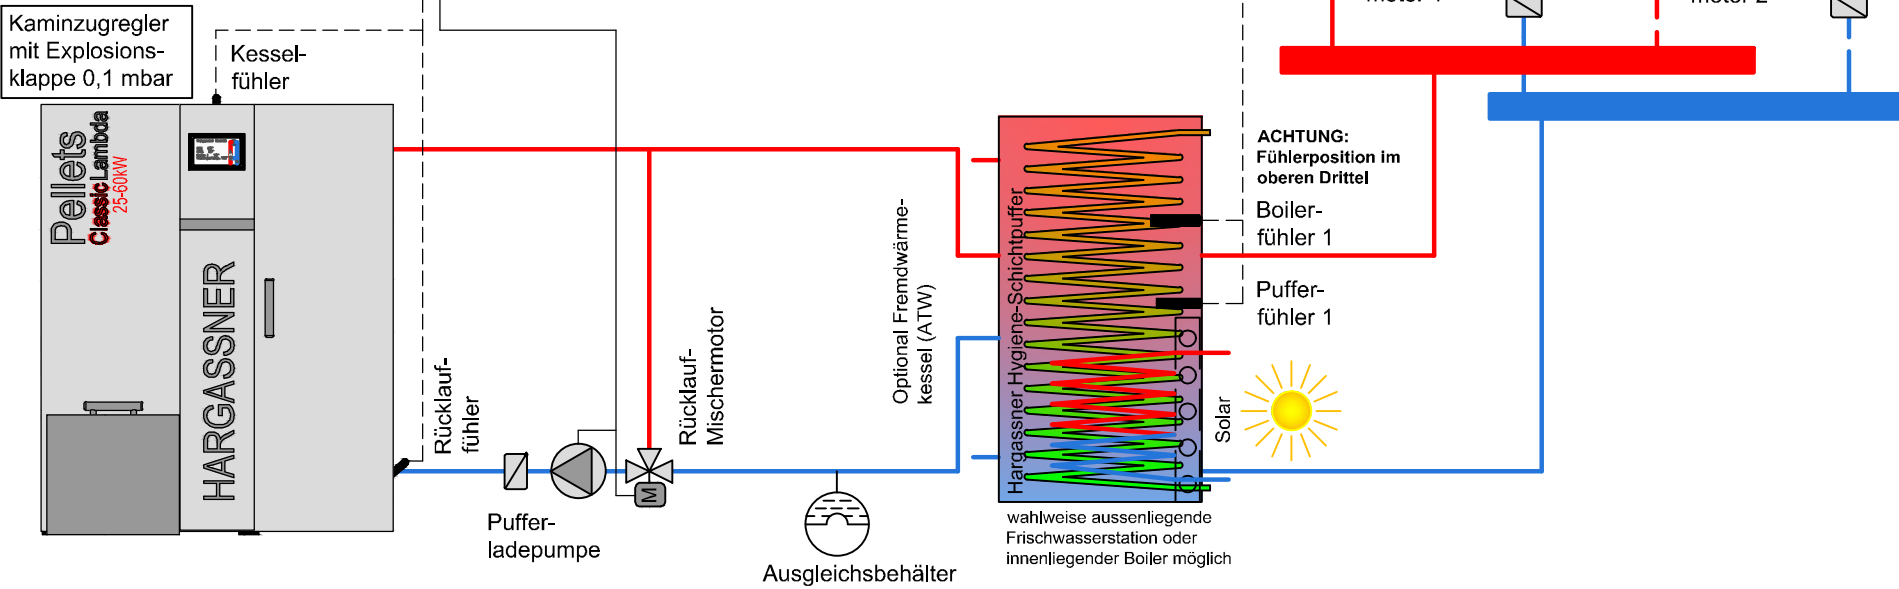 Kaminzugregler
mit Explosions-
klappe 0,1 mbar
Kessel-
fühler
Pellets
ClassicLambda
25-60kW
HARGASSNER
Rücklauf-
fühler
Puffer-
ladepumpe
M
Rücklauf-
Mischermotor
Ausgleichsbehälter
Optional Fremdwärme-
kessel (ATW)
Hargassner Hygiene-Schichtpuffer
wahlweise aussenliegende
Frischwasserstation oder
innenliegender Boiler möglich
ACHTUNG:
Fühlerposition im
oberen Drittel
Boiler-
fühler 1
Puffer-
fühler 1
Solar